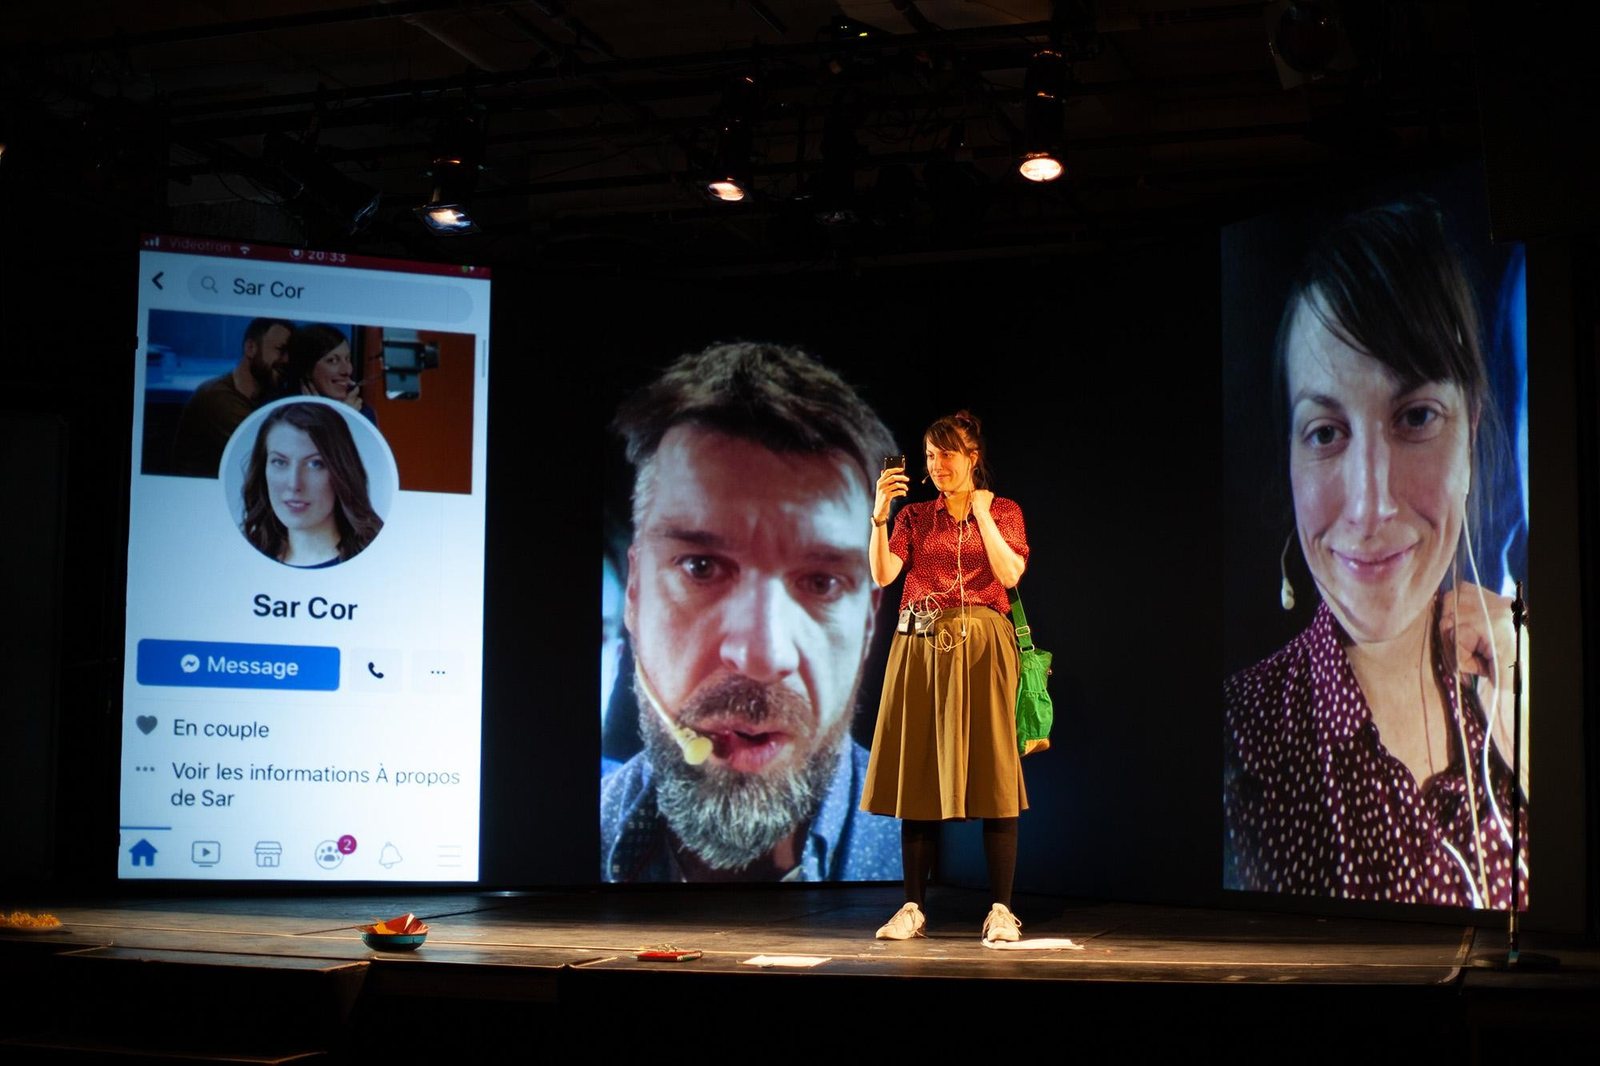 Videotron 20:33
Sar Cor
Sar Cor
Message
...
En couple
Voir les informations À propos
de Sar
2